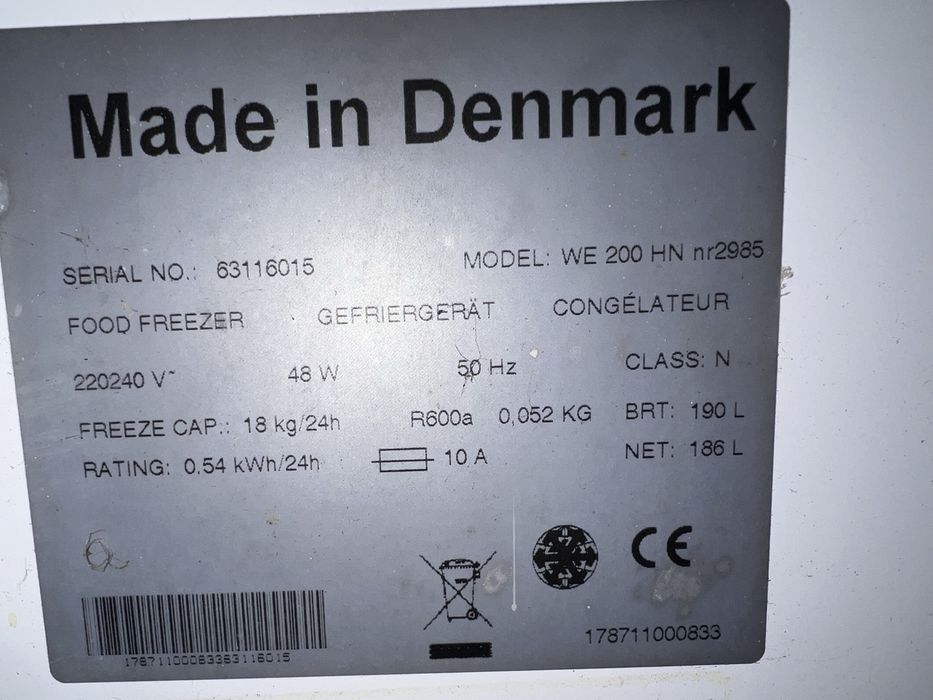 Made in Denmark
SERIAL NO.: 63116015 MODEL: WE 200 HN nr2985
FOOD FREEZER GEFRIERGERÄT CONGÉLATEUR
220240 V~ 48 W 50 Hz CLASS: N
FREEZE CAP.: 18 kg/24h R600a 0,052 KG BRT: 190 L
RATING: 0.54 kWh/24h 10 A NET: 186 L
CE
178711000833
17871100083363116015